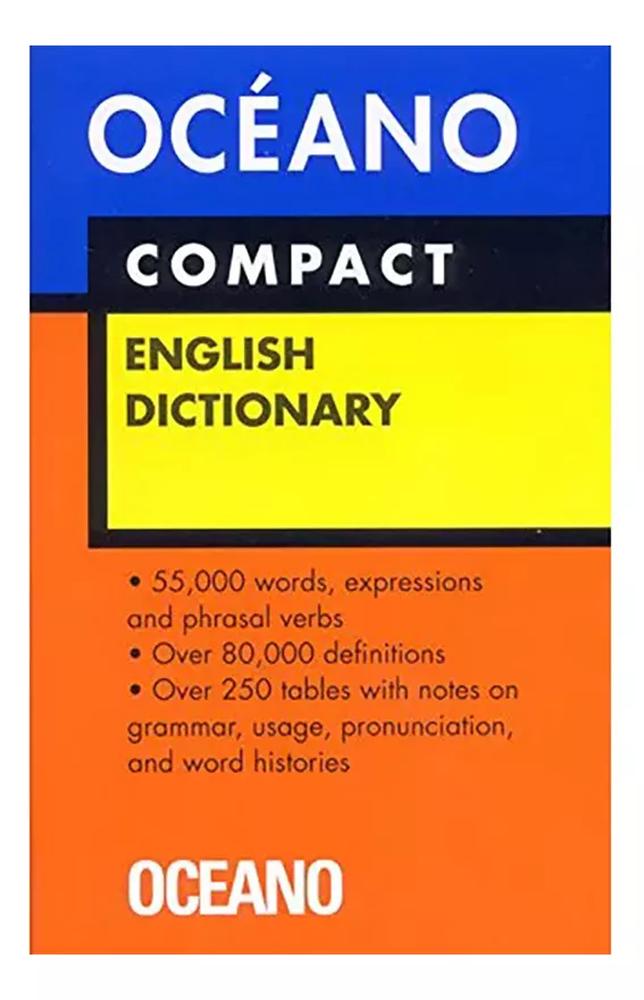 OCÉANO
COMPACT
ENGLISH
DICTIONARY
• 55,000 words, expressions
and phrasal verbs
• Over 80,000 definitions
• Over 250 tables with notes on
grammar, usage, pronunciation,
and word histories
OCEANO